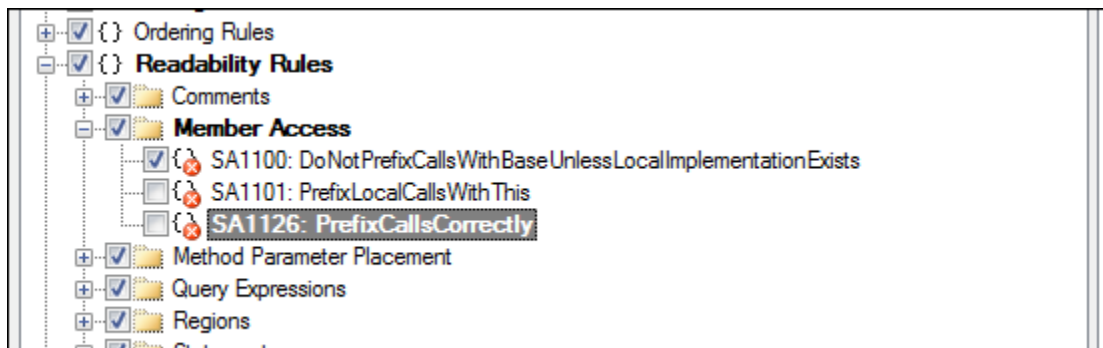 {} Ordering Rules
{} Readability Rules
Comments
Member Access
{} SA1100: DoNotPrefixCallsWithBaseUnlessLocalImplementationExists
{} SA1101: PrefixLocalCallsWithThis
{} SA1126: PrefixCallsCorrectly
Method Parameter Placement
Query Expressions
Regions